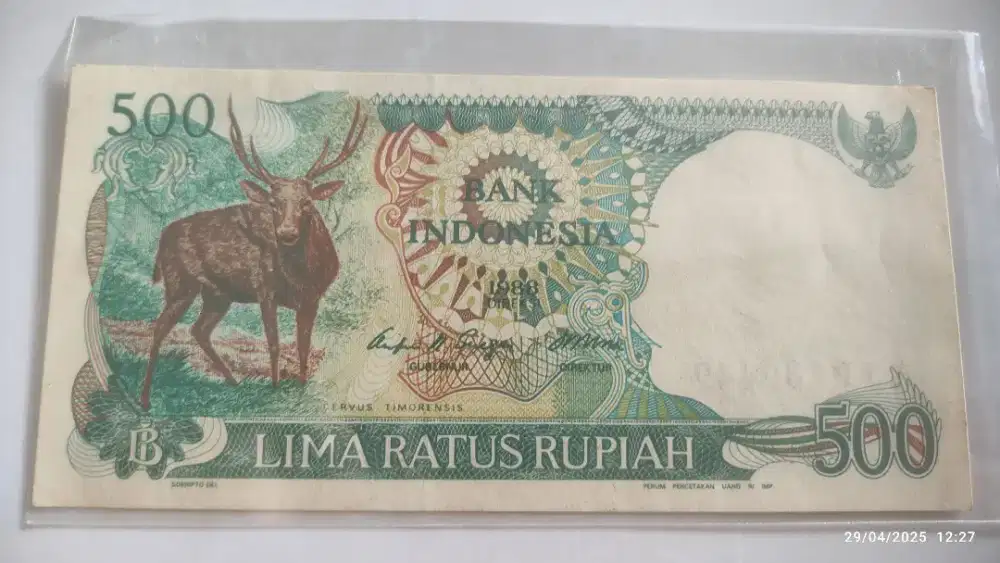 500
BANK
INDONESIA
1988
DIREKSI
GUBERNUR
DIREKTUR
CERVUS TIMORENSIS
LIMA RATUS RUPIAH
500
SOERIPTO DEL.
PERUM PERCETAKAN UANG RI IMP.
29/04/2025 12:27